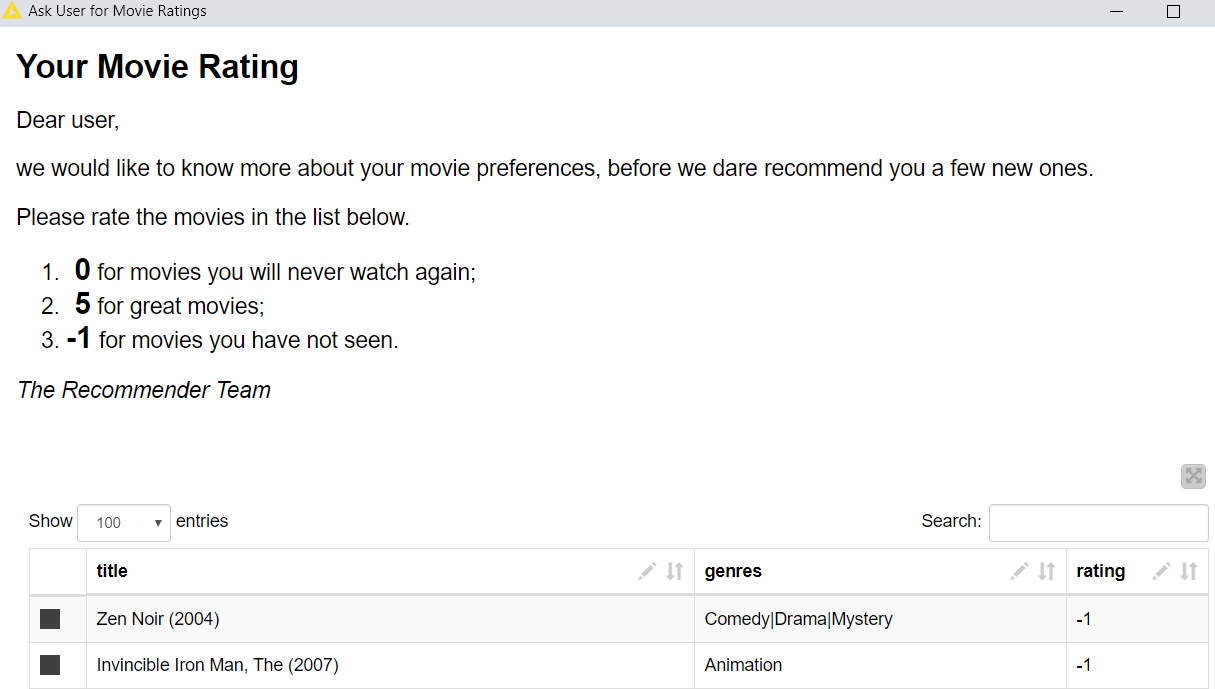 Ask User for Movie Ratings
Your Movie Rating
Dear user,
we would like to know more about your movie preferences, before we dare recommend you a few new ones.
Please rate the movies in the list below.
1. 0 for movies you will never watch again;
2. 5 for great movies;
3. -1 for movies you have not seen.
The Recommender Team
Show 100 entries Search:
title genres rating
Zen Noir (2004) Comedy|Drama|Mystery -1
Invincible Iron Man, The (2007) Animation -1